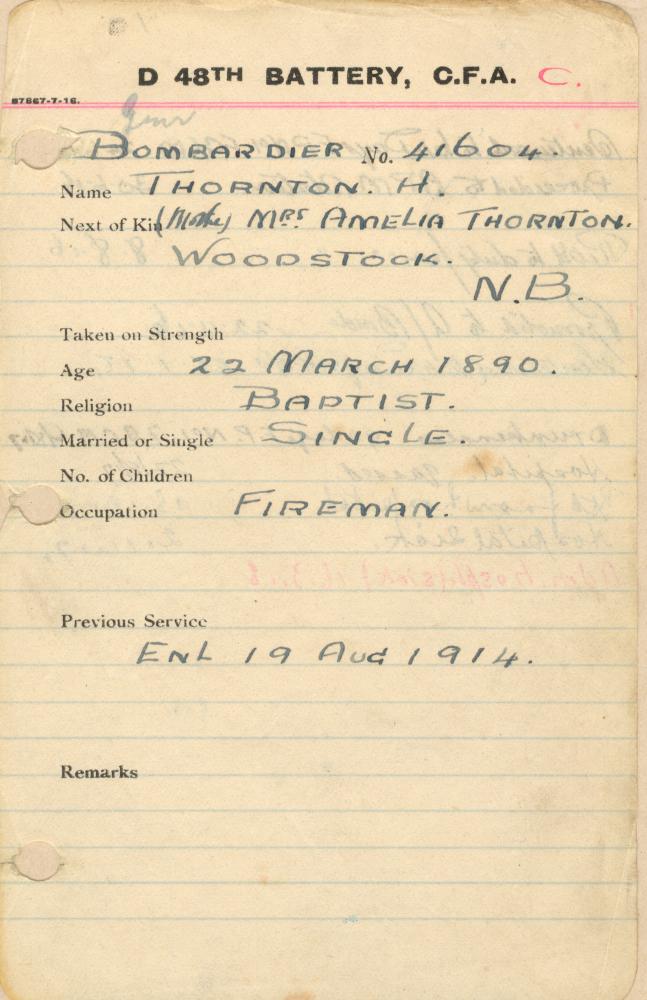 D 48TH BATTERY, C.F.A. C.
87867-7-16.
Gnr
BOMBARDIER No. 41604.
Name THORNTON. H.
Next of Kin (Mother) MRS AMELIA THORNTON.
WOODSTOCK.
N.B.
Taken on Strength
Age 22 MARCH 1890.
Religion BAPTIST.
Married or Single SINGLE.
No. of Children
Occupation FIREMAN.
Previous Service
ENL 19 AUG 1914.
Remarks